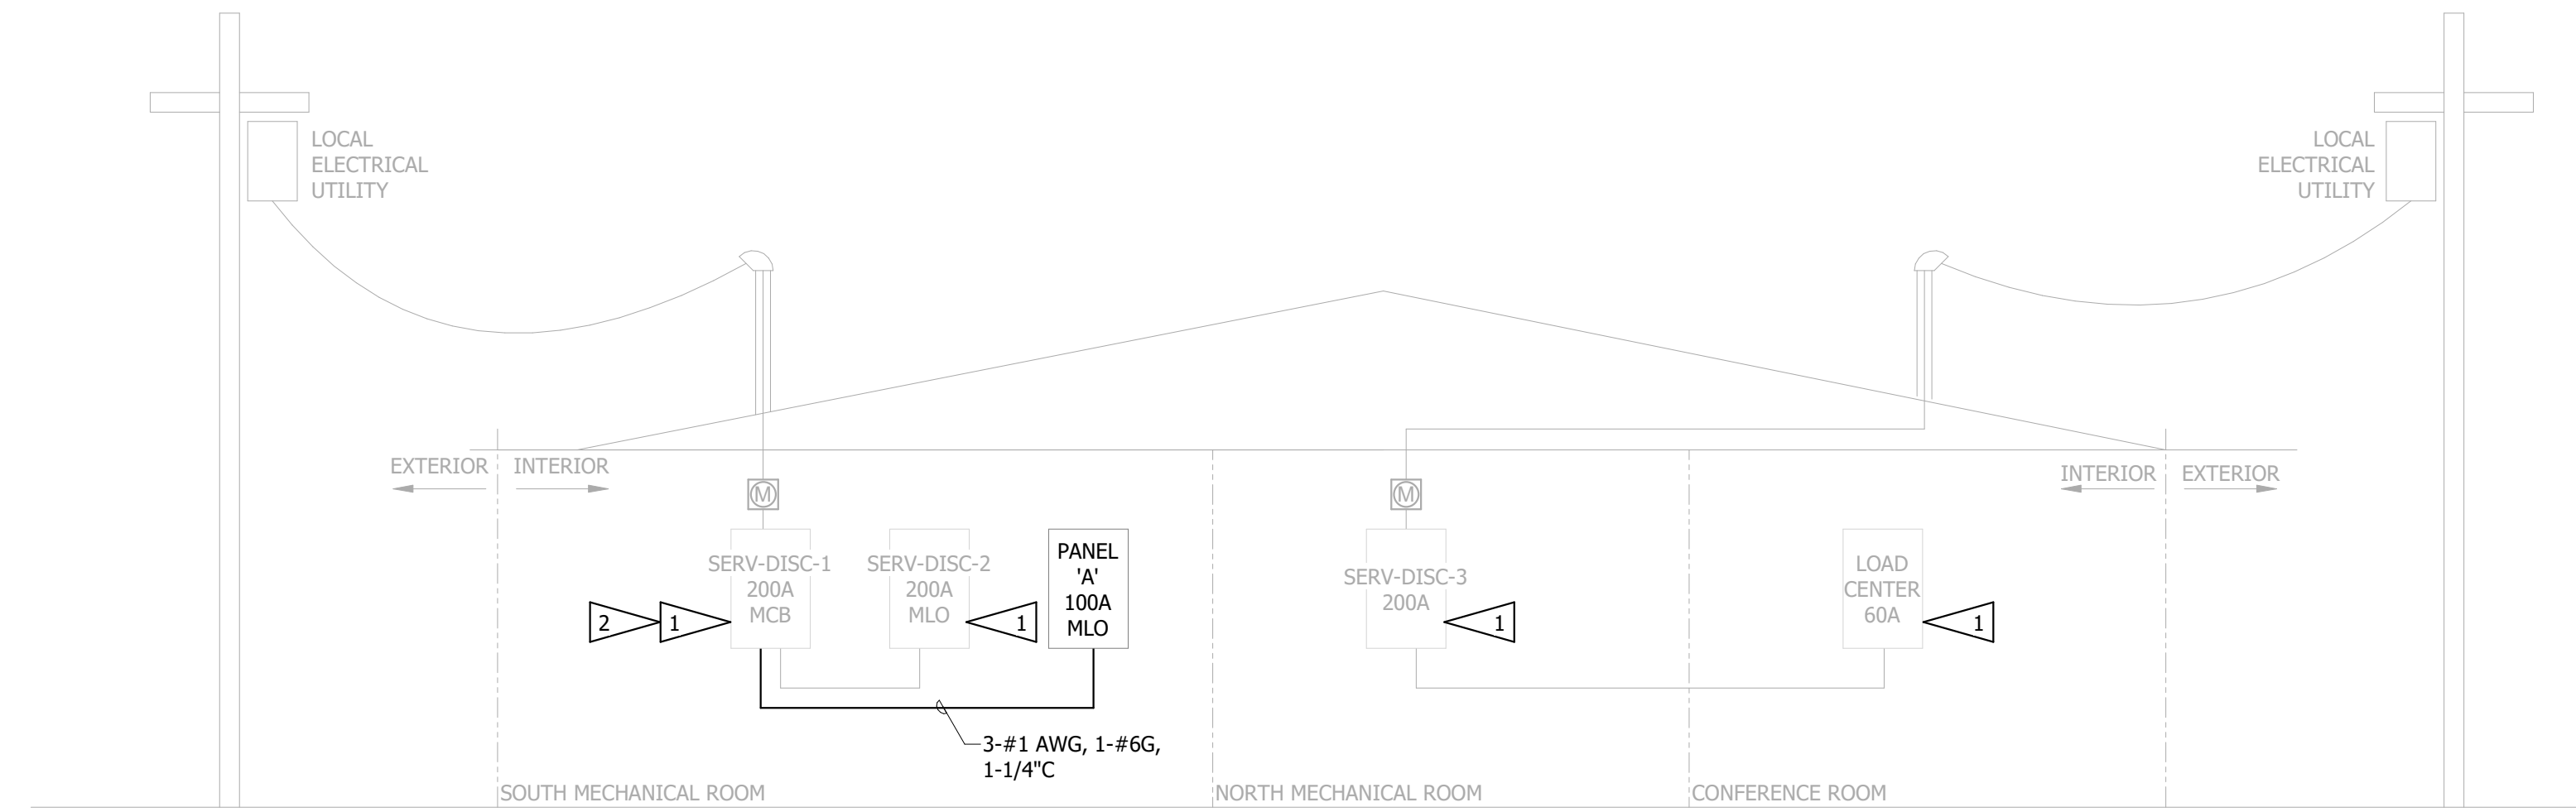 LOCAL
ELECTRICAL
UTILITY
LOCAL
ELECTRICAL
UTILITY
EXTERIOR
INTERIOR
INTERIOR
EXTERIOR
M
M
SERV-DISC-1
200A
MCB
SERV-DISC-2
200A
MLO
PANEL
'A'
100A
MLO
SERV-DISC-3
200A
LOAD
CENTER
60A
2
1
1
1
1
3-#1 AWG, 1-#6G,
1-1/4"C
SOUTH MECHANICAL ROOM
NORTH MECHANICAL ROOM
CONFERENCE ROOM